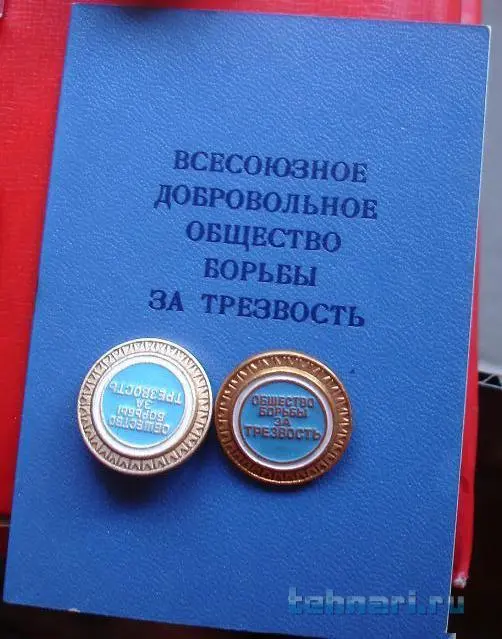 ВСЕСОЮЗНОЕ
ДОБРОВОЛЬНОЕ
ОБЩЕСТВО
БОРЬБЫ
ЗА ТРЕЗВОСТЬ
ОБЩЕСТВО
БОРЬБЫ
ЗА
ТРЕЗВОСТЬ
ОБЩЕСТВО
БОРЬБЫ
ЗА
ТРЕЗВОСТЬ
tehnari.ru